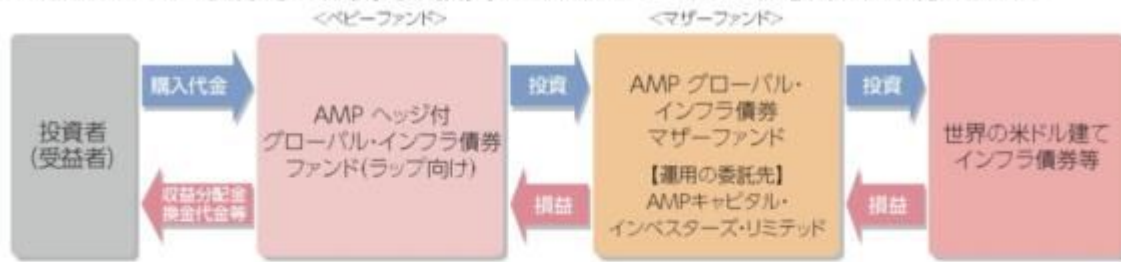 <ベビーファンド>
<マザーファンド>
投資者
(受益者)
購入代金
収益分配金
換金代金等
AMP ヘッジ付
グローバル・インフラ債券
ファンド(ラップ向け)
投資
損益
AMP グローバル・
インフラ債券
マザーファンド
【運用の委託先】
AMPキャピタル・
インベスターズ・リミテッド
投資
損益
世界の米ドル建て
インフラ債券等